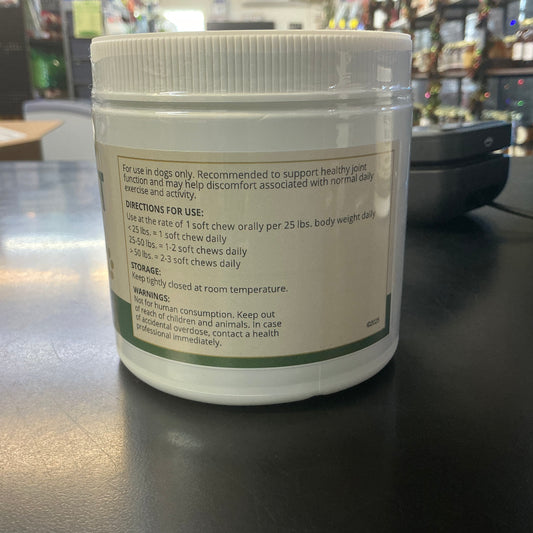 For use in dogs only. Recommended to support healthy joint
function and may help discomfort associated with normal daily
exercise and activity.
DIRECTIONS FOR USE:
Use at the rate of 1 soft chew orally per 25 lbs. body weight daily
< 25 lbs. = 1 soft chew daily
25-50 lbs. = 1-2 soft chews daily
> 50 lbs. = 2-3 soft chews daily
STORAGE:
Keep tightly closed at room temperature.
WARNINGS:
Not for human consumption. Keep out
of reach of children and animals. In case
of accidental overdose, contact a health
professional immediately.